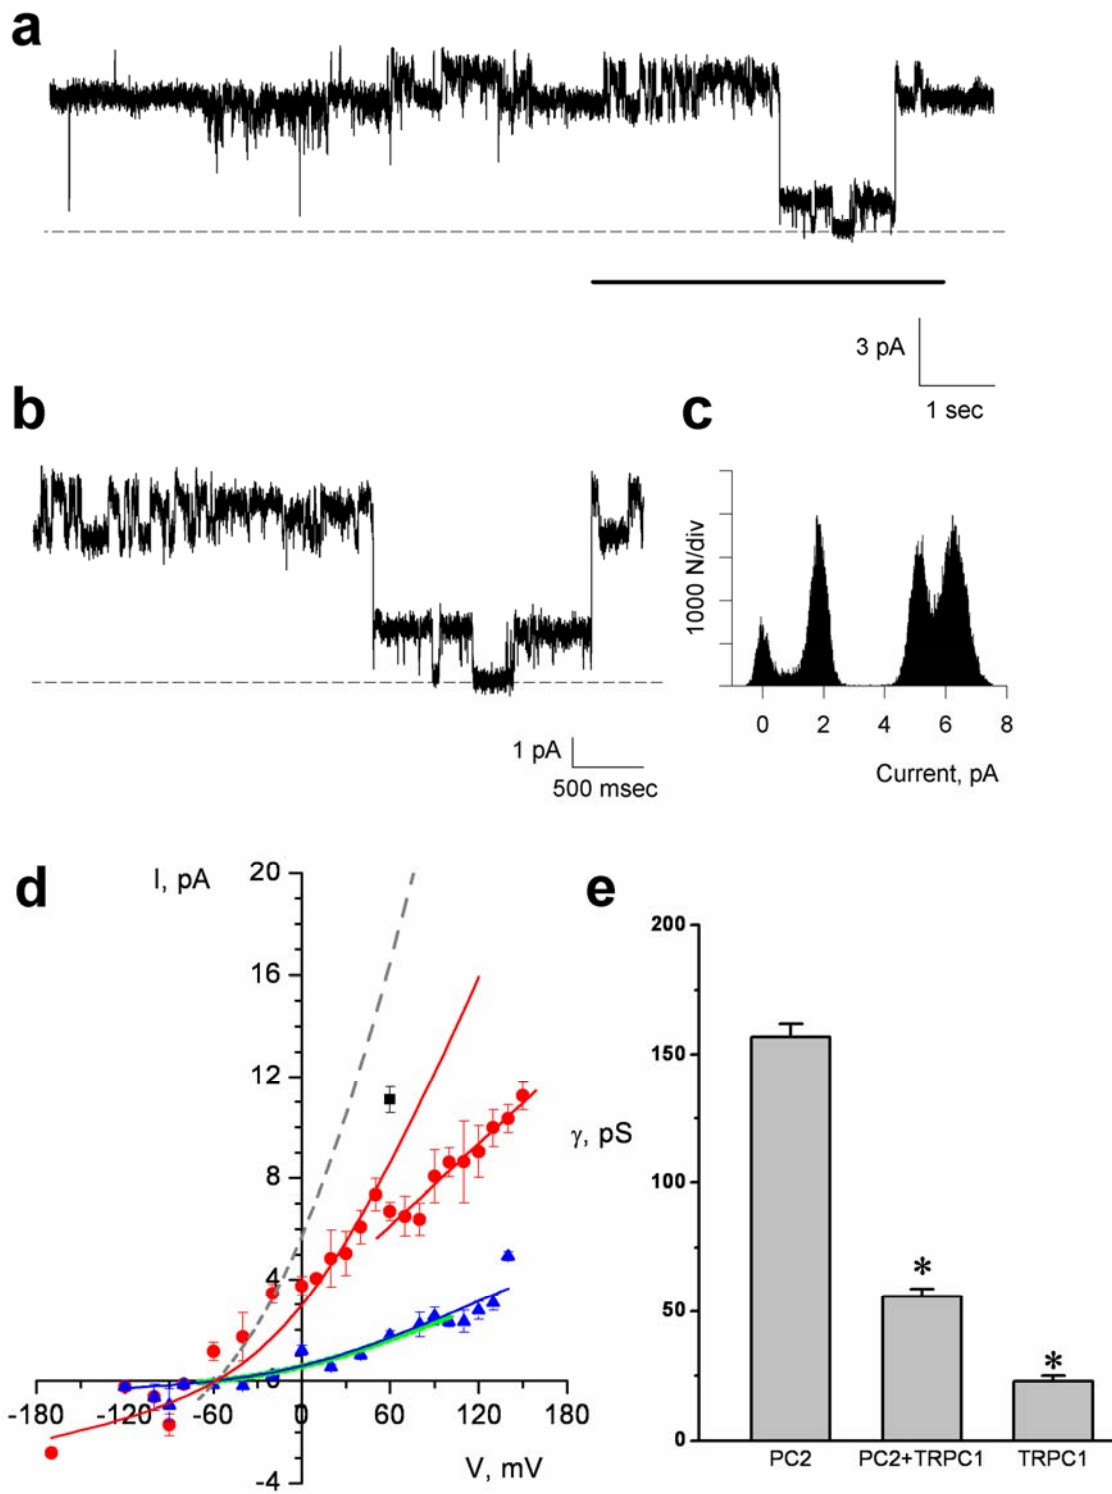 a
3 pA
1 sec
b
1 pA
500 msec
c
1000 N/div
0 2 4 6 8
Current, pA
d
I, pA
20
16
12
8
4
0
-4
-180 -120 -60 0 60 120 180
V, mV
e
γ, pS
200
150
100
50
0
*
*
PC2 PC2+TRPC1 TRPC1